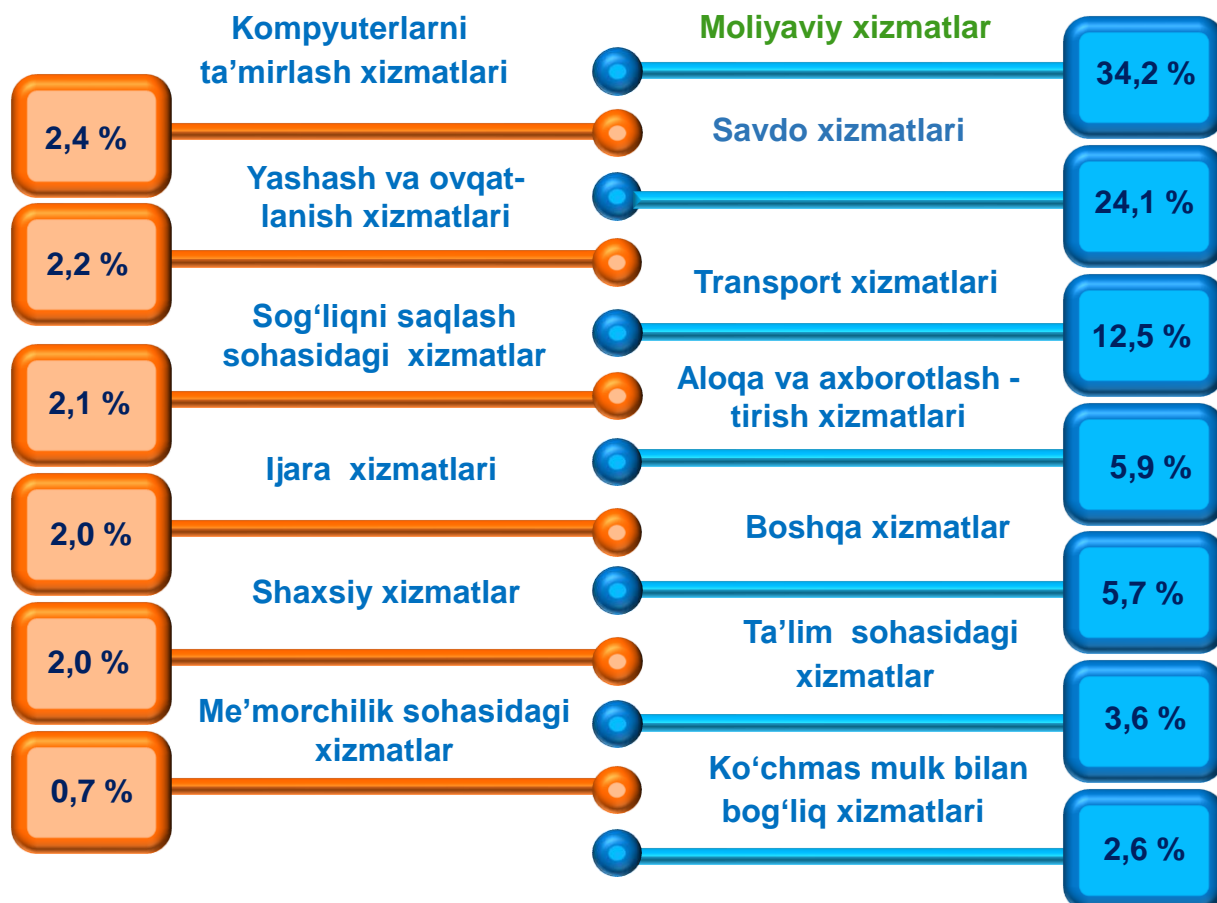 Kompyuterlarni
ta’mirlash xizmatlari
2,4 %
Yashash va ovqat-
lanish xizmatlari
2,2 %
Sog‘liqni saqlash
sohasidagi xizmatlar
2,1 %
Ijara xizmatlari
2,0 %
Shaxsiy xizmatlar
2,0 %
Me’morchilik sohasidagi
xizmatlar
0,7 %
Moliyaviy xizmatlar
34,2 %
Savdo xizmatlari
24,1 %
Transport xizmatlari
12,5 %
Aloqa va axborotlash -
tirish xizmatlari
5,9 %
Boshqa xizmatlar
5,7 %
Ta’lim sohasidagi
xizmatlar
3,6 %
Ko‘chmas mulk bilan
bog‘liq xizmatlari
2,6 %